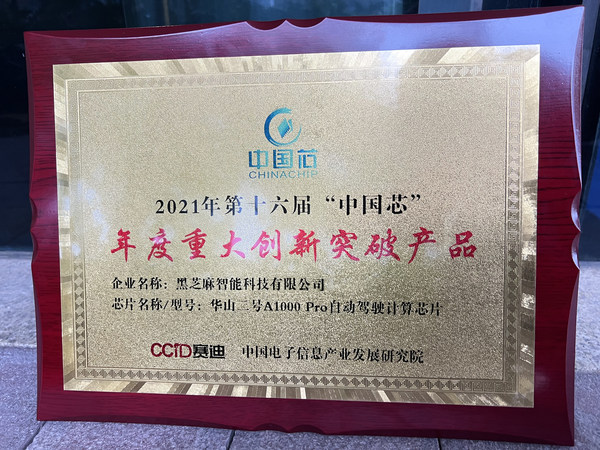 中国芯
CHINACHIP
2021年第十六届“中国芯”
年度重大创新突破产品
企业名称：黑芝麻智能科技有限公司
芯片名称/型号：华山二号A1000 Pro自动驾驶计算芯片
CCID赛迪 中国电子信息产业发展研究院